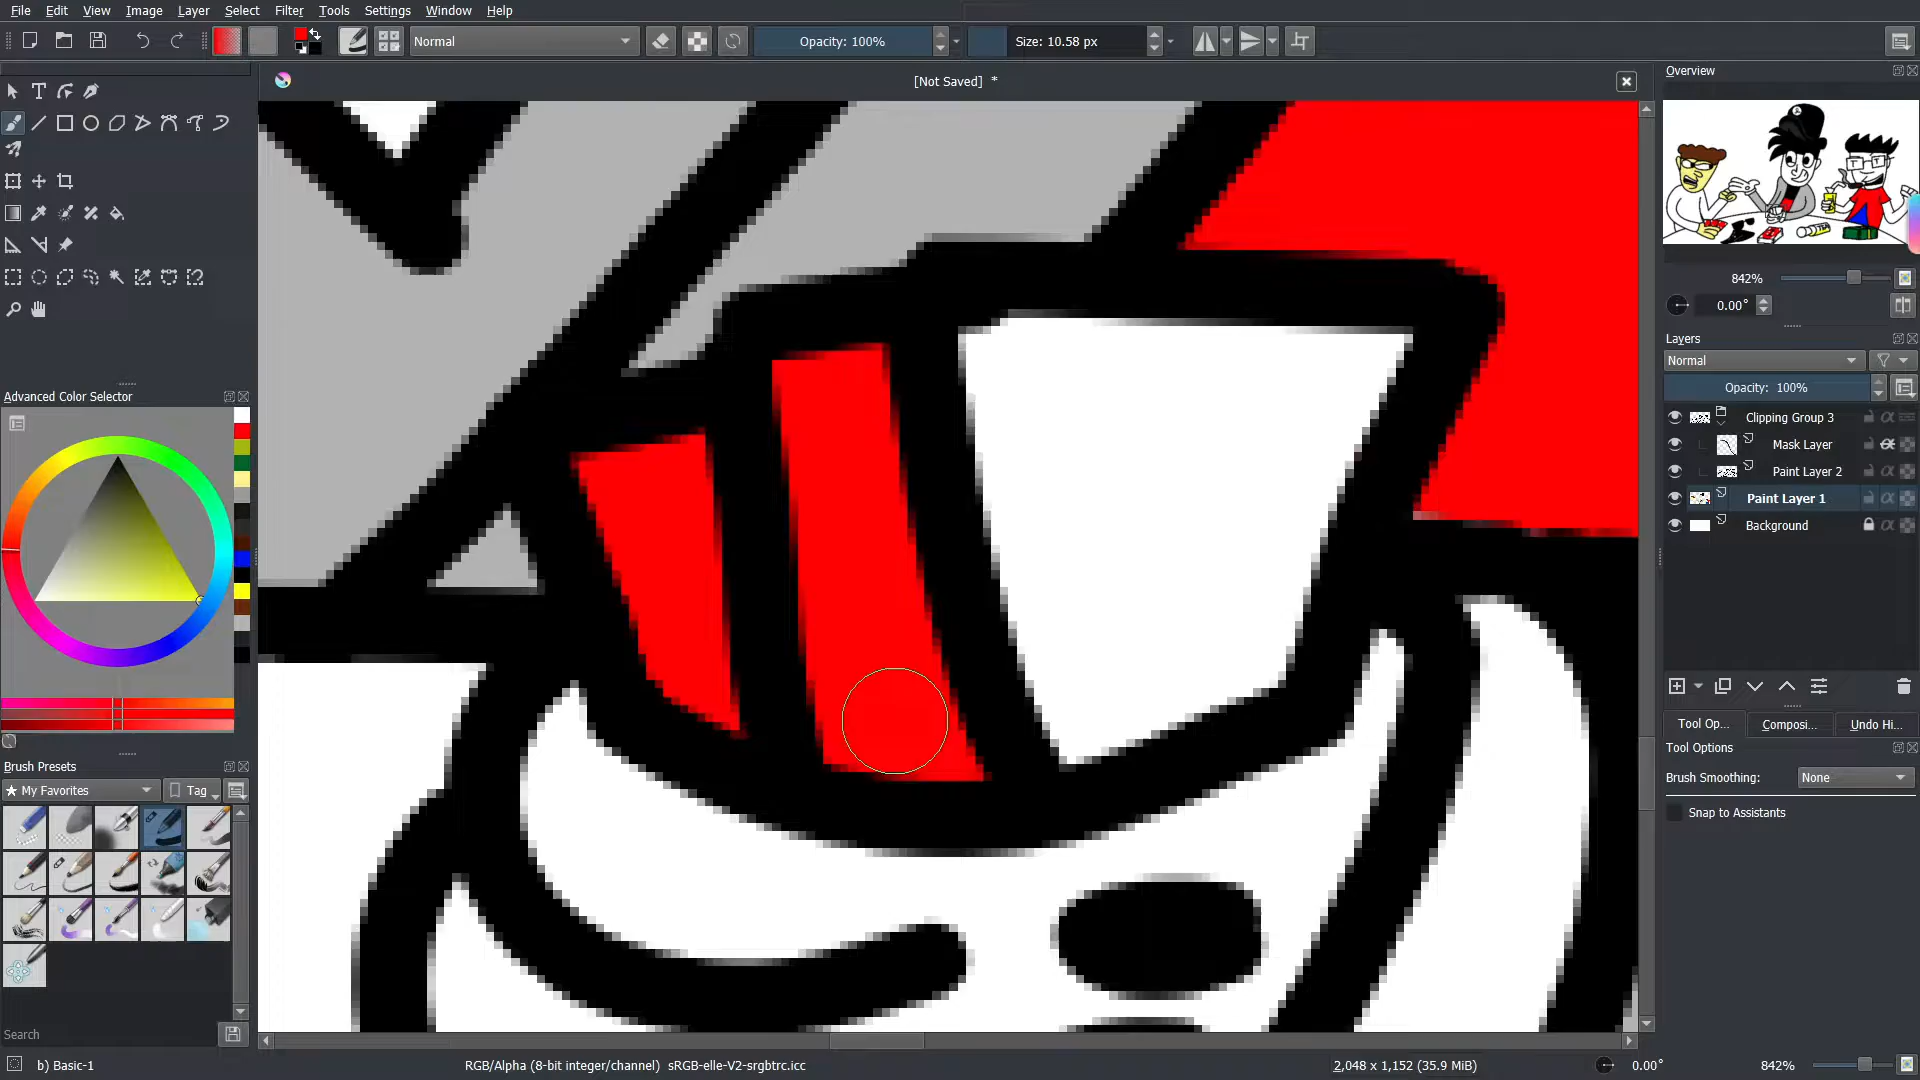 File Edit View Image Layer Select Filter Tools Settings Window Help
Normal Opacity: 100% Size: 10.58 px
[Not Saved] *
Overview
842%
0.00°
Layers
Normal
Opacity: 100%
Clipping Group 3
Mask Layer
Paint Layer 2
Paint Layer 1
Background
Advanced Color Selector
Tool Op... Composi... Undo Hi...
Tool Options
Brush Smoothing: None
Snap to Assistants
Brush Presets
★ My Favorites Tag
Search
b) Basic-1 RGB/Alpha (8-bit integer/channel) sRGB-elle-V2-srgbtrc.icc 2,048 x 1,152 (35.9 MiB) 0.00° 842%